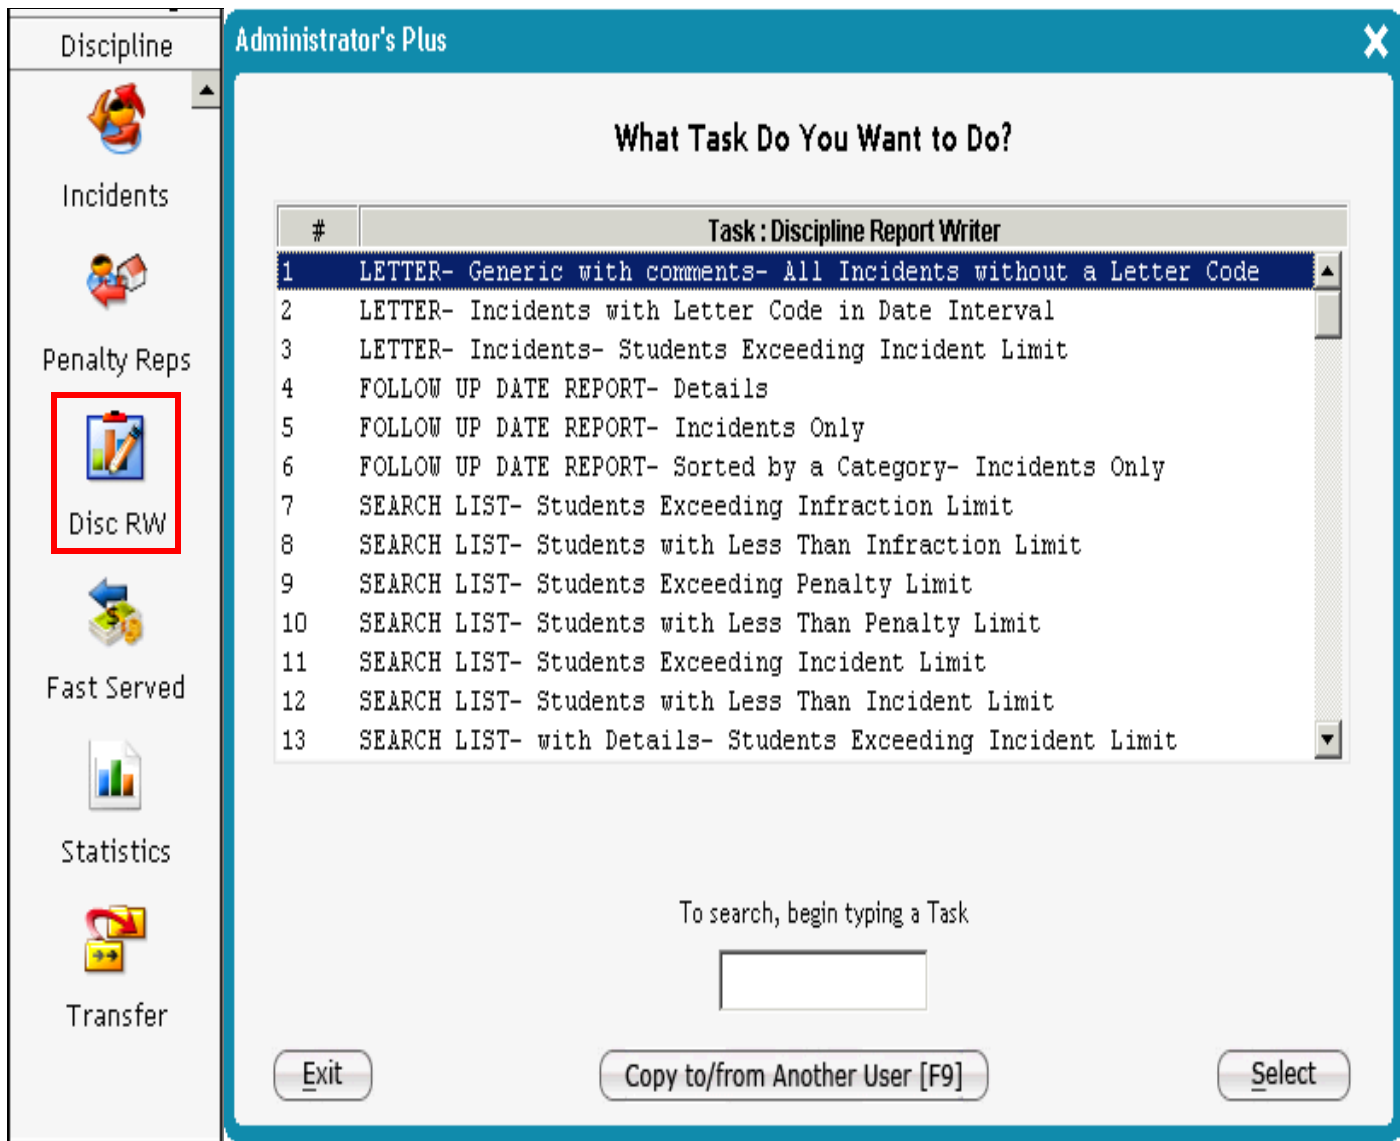 Discipline
Incidents
Penalty Reps
Disc RW
Fast Served
Statistics
Transfer
Administrator's Plus
What Task Do You Want to Do?
# Task : Discipline Report Writer
1 LETTER- Generic with comments- All Incidents without a Letter Code
2 LETTER- Incidents with Letter Code in Date Interval
3 LETTER- Incidents- Students Exceeding Incident Limit
4 FOLLOW UP DATE REPORT- Details
5 FOLLOW UP DATE REPORT- Incidents Only
6 FOLLOW UP DATE REPORT- Sorted by a Category- Incidents Only
7 SEARCH LIST- Students Exceeding Infraction Limit
8 SEARCH LIST- Students with Less Than Infraction Limit
9 SEARCH LIST- Students Exceeding Penalty Limit
10 SEARCH LIST- Students with Less Than Penalty Limit
11 SEARCH LIST- Students Exceeding Incident Limit
12 SEARCH LIST- Students with Less Than Incident Limit
13 SEARCH LIST- with Details- Students Exceeding Incident Limit
To search, begin typing a Task
Exit
Copy to/from Another User [F9]
Select